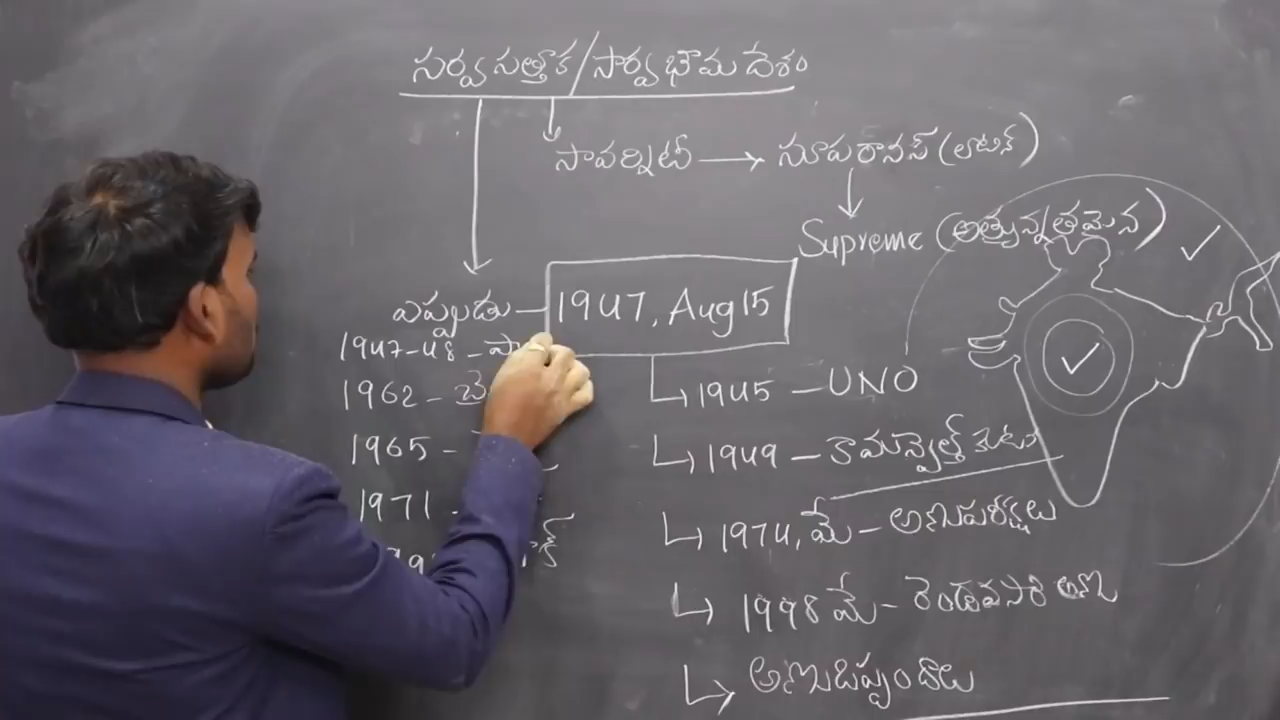 సర్వసత్తాక/సార్వభౌమ దేశం
సావర్నిటీ → సూపరానస్ (లాటిన్)
Supreme (అత్యున్నతమైన)
ఎప్పుడు - 1947, Aug 15
1947-48 -
1962 -
1965 -
1971 -
1945 - UNO
1949 - కామన్వెల్త్
1974, మే - అణుపరీక్షలు
1998 మే - రెండవసారి అణు
అణుఒప్పందాలు